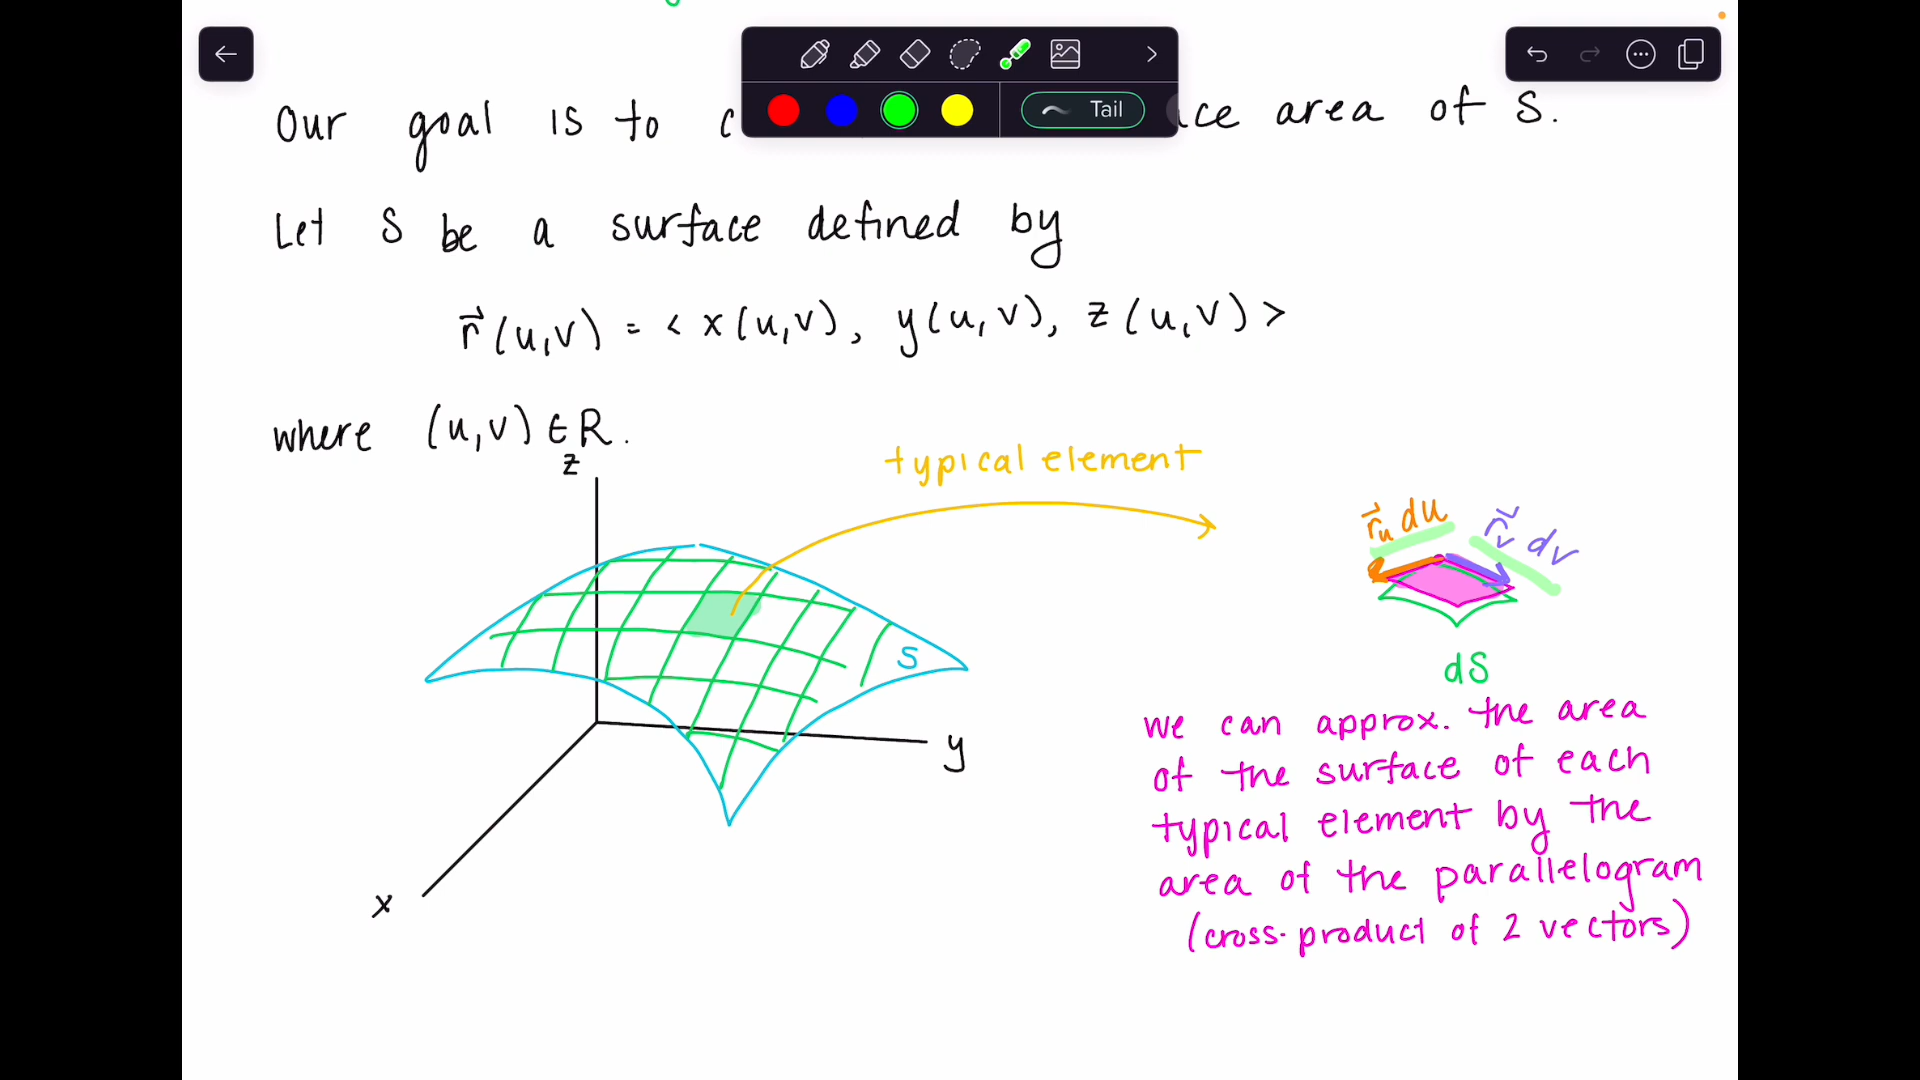 Our goal is to c
ce area of S.
Tail
Let S be a surface defined by
r⃗(u,v) = < x(u,v), y(u,v), z(u,v) >
where (u,v) ∈ R.
z
typical element
r⃗ᵤ du
r⃗ᵥ dv
S
dS
y
x
we can approx. the area
of the surface of each
typical element by the
area of the parallelogram
(cross-product of 2 vectors)